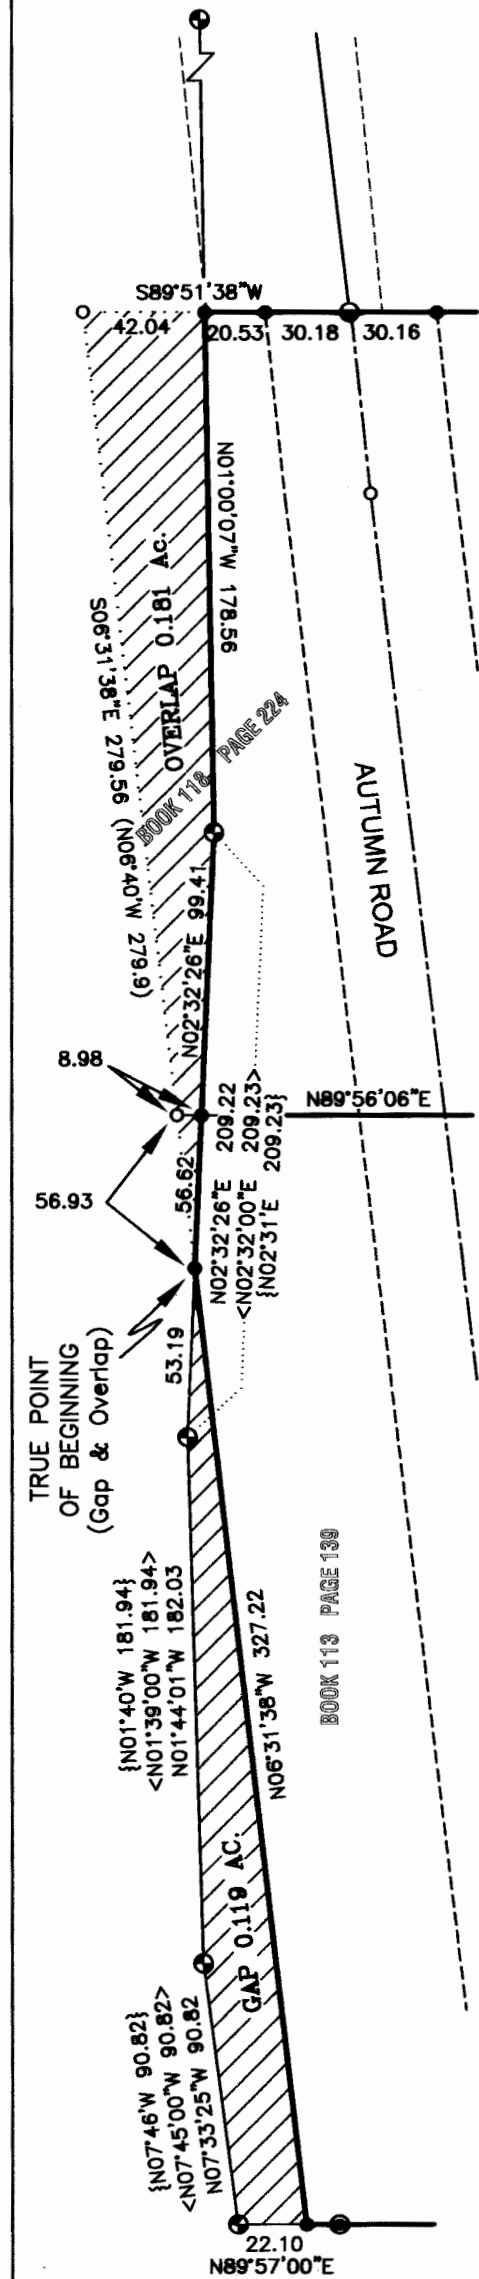 S89°51'38"W
42.04
20.53
30.18
30.16
N01°00'07"W 178.56
OVERLAP 0.181 Ac.
S06°31'38"E 279.56 (N06°40'W 279.9)
BOOK 118 PAGE 224
AUTUMN ROAD
N02°32'26"E 99.41
8.98
N89°56'06"E
56.93
56.62
N02°32'26"E 209.22
<N02°32'00"E 209.23>
{N02°31'E 209.23}
TRUE POINT
OF BEGINNING
(Gap & Overlap)
53.19
{N01°40'W 181.94}
<N01°39'00"W 181.94>
N01°44'01"W 182.03
N06°31'38"W 327.22
BOOK 113 PAGE 139
GAP 0.119 AC.
{N07°46'W 90.82}
<N07°45'00"W 90.82>
N07°33'25"W 90.82
22.10
N89°57'00"E